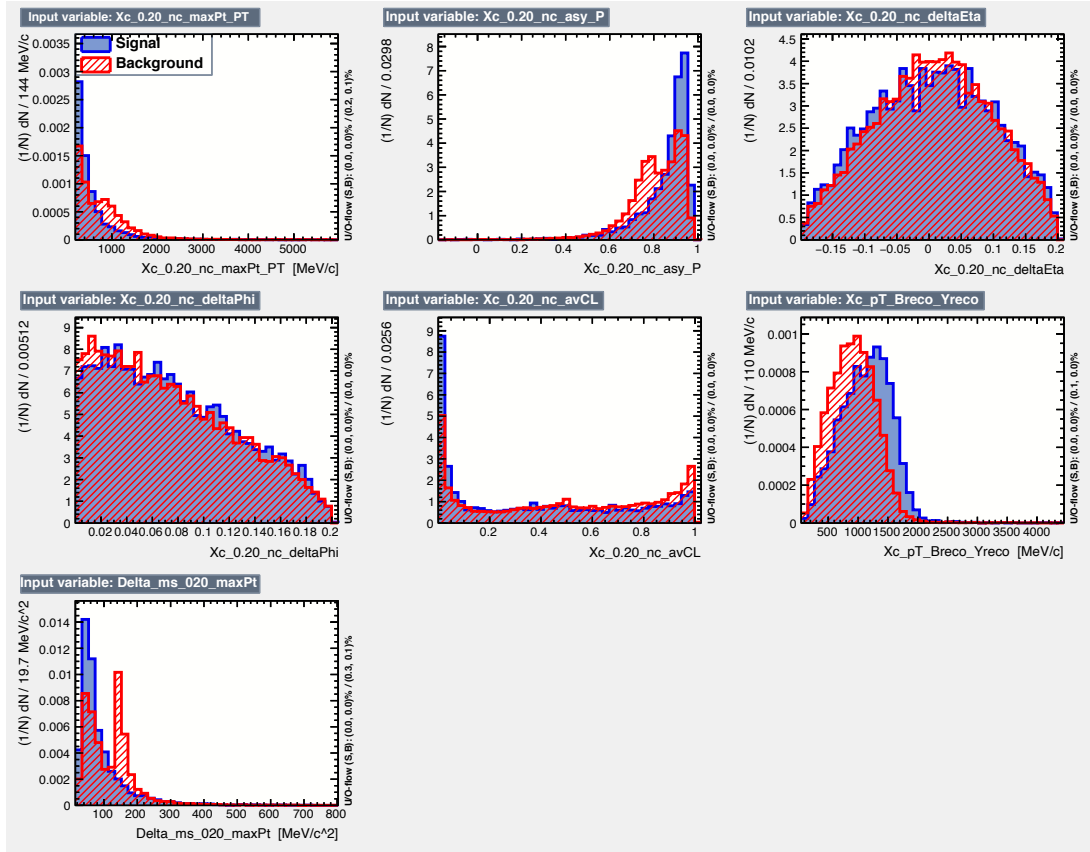 Input variable: Xc_0.20_nc_maxPt_PT
(1/N) dN / 144 MeV/c
0.0035
0.003
0.0025
0.002
0.0015
0.001
0.0005
0
Signal
Background
1000 2000 3000 4000 5000
Xc_0.20_nc_maxPt_PT [MeV/c]
U/O-flow (S,B): (0.0, 0.0)% / (0.2, 0.1)%
Input variable: Xc_0.20_nc_asy_P
(1/N) dN / 0.0298
8
7
6
5
4
3
2
1
0
0 0.2 0.4 0.6 0.8 1
Xc_0.20_nc_asy_P
U/O-flow (S,B): (0.0, 0.0)% / (0.0, 0.0)%
Input variable: Xc_0.20_nc_deltaEta
(1/N) dN / 0.0102
4.5
4
3.5
3
2.5
2
1.5
1
0.5
0
−0.15 −0.1 −0.05 0 0.05 0.1 0.15 0.2
Xc_0.20_nc_deltaEta
U/O-flow (S,B): (0.0, 0.0)% / (0.0, 0.0)%
Input variable: Xc_0.20_nc_deltaPhi
(1/N) dN / 0.00512
9
8
7
6
5
4
3
2
1
0
0.02 0.04 0.06 0.08 0.1 0.12 0.14 0.16 0.18 0.2
Xc_0.20_nc_deltaPhi
U/O-flow (S,B): (0.0, 0.0)% / (0.0, 0.0)%
Input variable: Xc_0.20_nc_avCL
(1/N) dN / 0.0256
9
8
7
6
5
4
3
2
1
0
0.2 0.4 0.6 0.8 1
Xc_0.20_nc_avCL
U/O-flow (S,B): (0.0, 0.0)% / (0.0, 0.0)%
Input variable: Xc_pT_Breco_Yreco
(1/N) dN / 110 MeV/c
0.001
0.0008
0.0006
0.0004
0.0002
0
500 1000 1500 2000 2500 3000 3500 4000
Xc_pT_Breco_Yreco [MeV/c]
U/O-flow (S,B): (0.0, 0.0)% / (0.1, 0.0)%
Input variable: Delta_ms_020_maxPt
(1/N) dN / 19.7 MeV/c^2
0.014
0.012
0.01
0.008
0.006
0.004
0.002
0
100 200 300 400 500 600 700 800
Delta_ms_020_maxPt [MeV/c^2]
U/O-flow (S,B): (0.0, 0.0)% / (0.3, 0.1)%